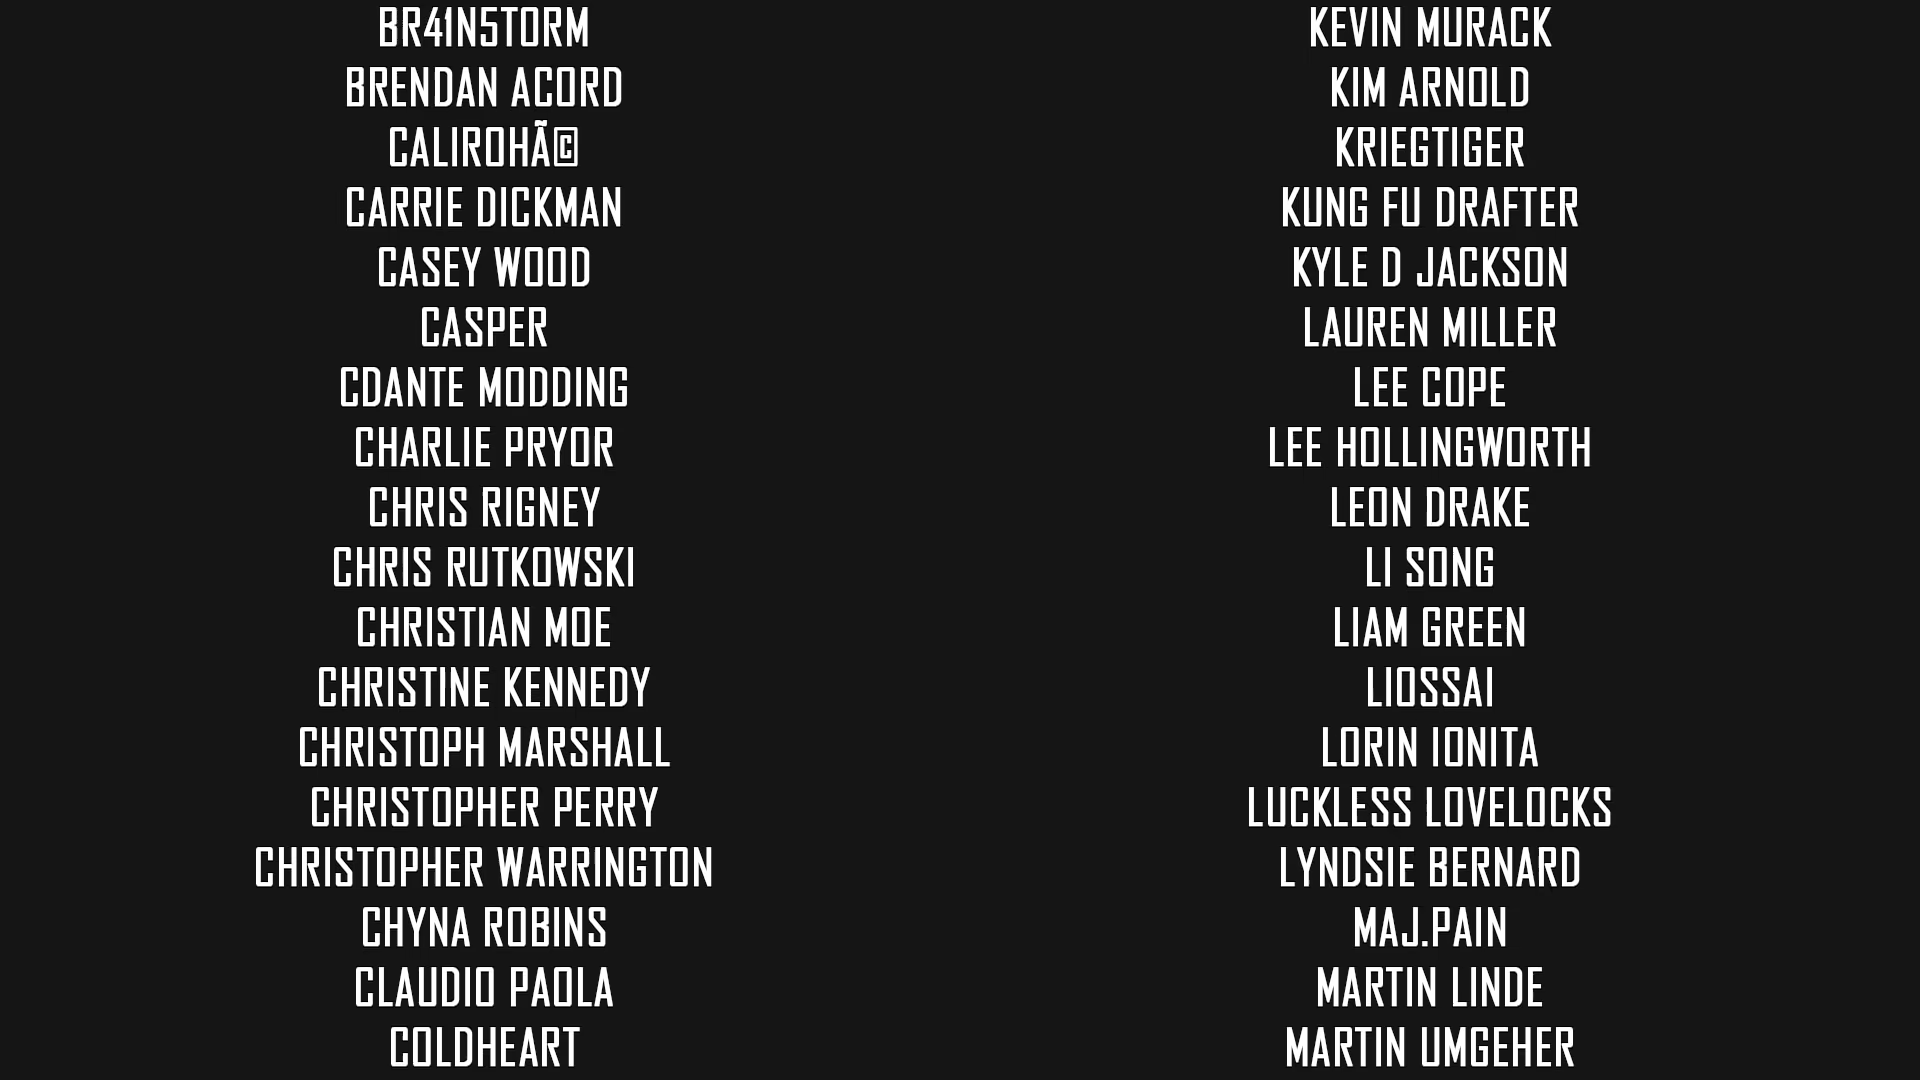 BR41N5TORM
BRENDAN ACORD
CALIROHÃ©
CARRIE DICKMAN
CASEY WOOD
CASPER
CDANTE MODDING
CHARLIE PRYOR
CHRIS RIGNEY
CHRIS RUTKOWSKI
CHRISTIAN MOE
CHRISTINE KENNEDY
CHRISTOPH MARSHALL
CHRISTOPHER PERRY
CHRISTOPHER WARRINGTON
CHYNA ROBINS
CLAUDIO PAOLA
COLDHEART
KEVIN MURACK
KIM ARNOLD
KRIEGTIGER
KUNG FU DRAFTER
KYLE D JACKSON
LAUREN MILLER
LEE COPE
LEE HOLLINGWORTH
LEON DRAKE
LI SONG
LIAM GREEN
LIOSSAI
LORIN IONITA
LUCKLESS LOVELOCKS
LYNDSIE BERNARD
MAJ.PAIN
MARTIN LINDE
MARTIN UMGEHER